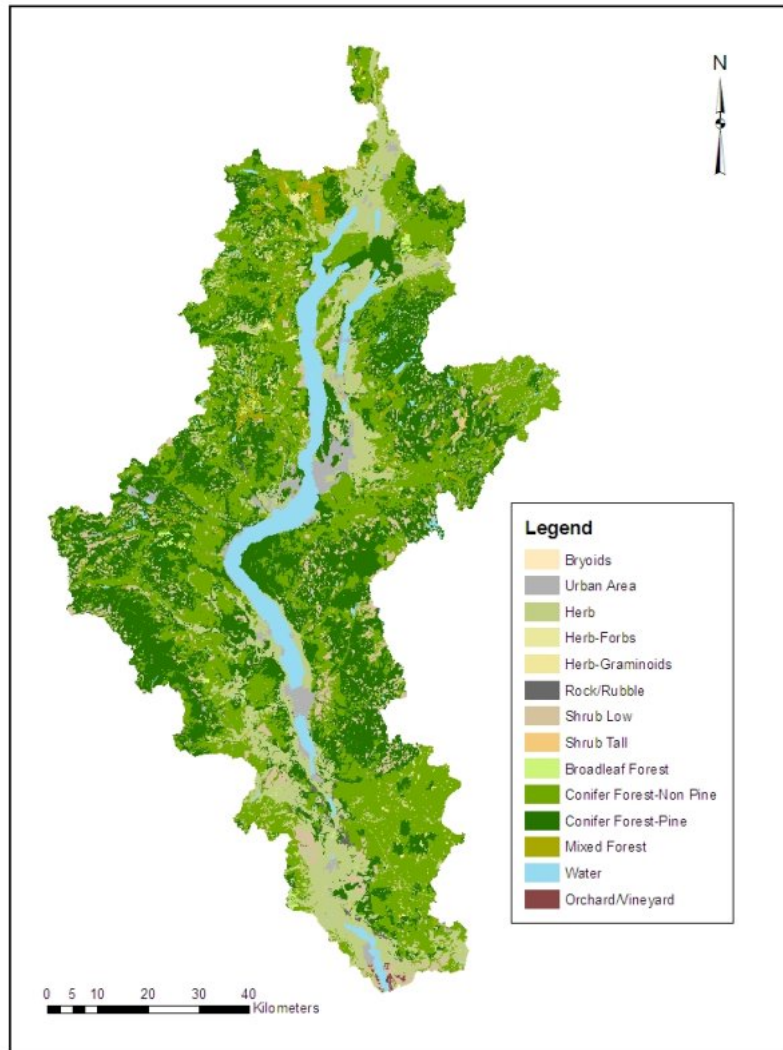 N
Legend
Bryoids
Urban Area
Herb
Herb-Forbs
Herb-Graminoids
Rock/Rubble
Shrub Low
Shrub Tall
Broadleaf Forest
Conifer Forest-Non Pine
Conifer Forest-Pine
Mixed Forest
Water
Orchard/Vineyard
0 5 10 20 30 40
Kilometers